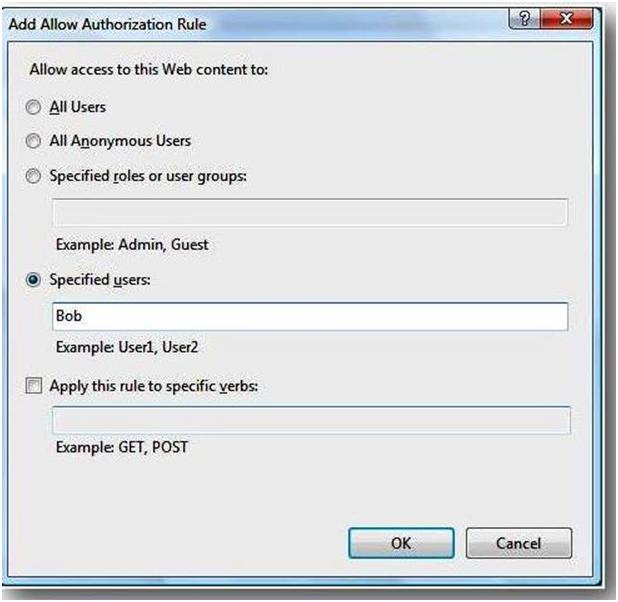 Add Allow Authorization Rule
?
X
Allow access to this Web content to:
All Users
All Anonymous Users
Specified roles or user groups:
Example: Admin, Guest
Specified users:
Bob
Example: User1, User2
Apply this rule to specific verbs:
Example: GET, POST
OK Cancel